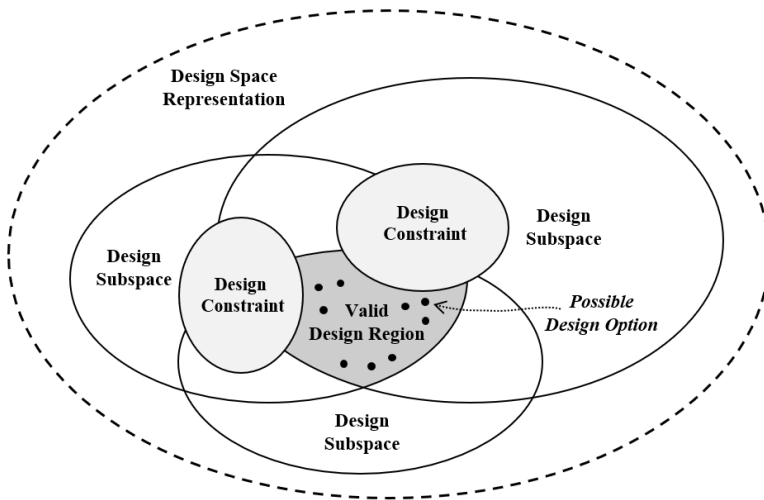 Design Space
Representation
Design
Constraint
Design
Subspace
Design
Subspace
Design
Constraint
Valid
Design Region
Possible
Design Option
Design
Subspace